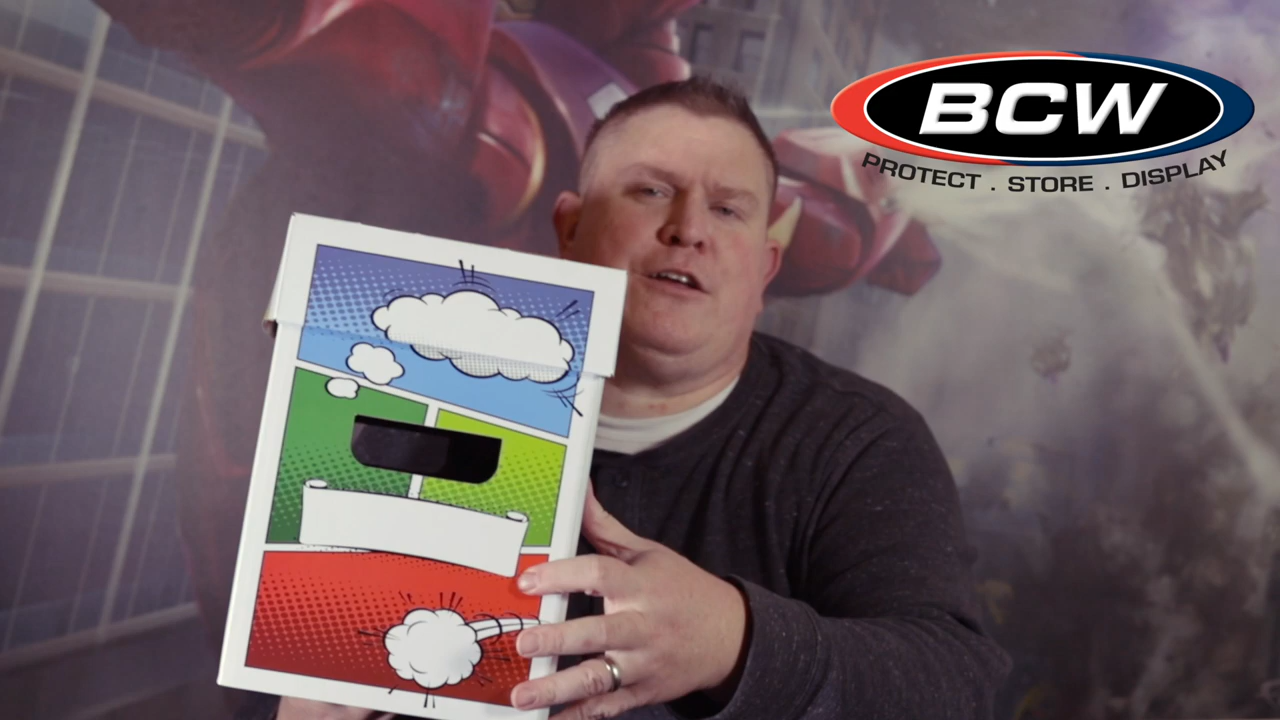 BCW
PROTECT . STORE . DISPLAY